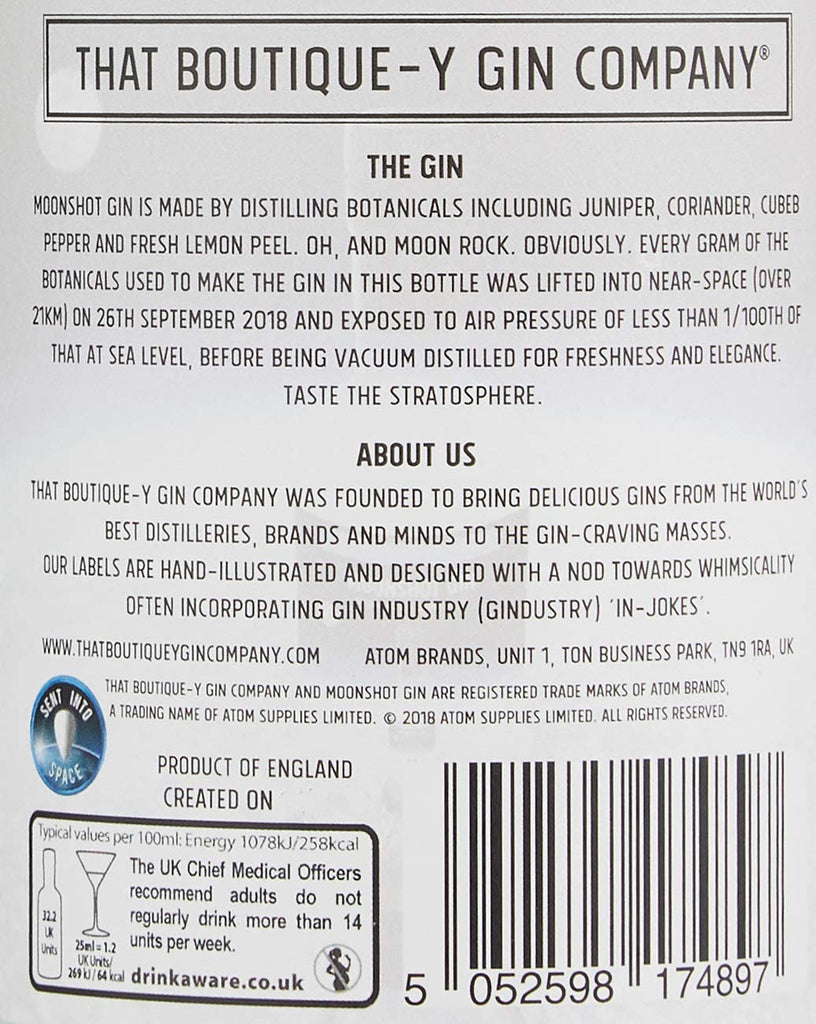 THAT BOUTIQUE-Y GIN COMPANY®
THE GIN
MOONSHOT GIN IS MADE BY DISTILLING BOTANICALS INCLUDING JUNIPER, CORIANDER, CUBEB
PEPPER AND FRESH LEMON PEEL. OH, AND MOON ROCK. OBVIOUSLY. EVERY GRAM OF THE
BOTANICALS USED TO MAKE THE GIN IN THIS BOTTLE WAS LIFTED INTO NEAR-SPACE (OVER
21KM) ON 26TH SEPTEMBER 2018 AND EXPOSED TO AIR PRESSURE OF LESS THAN 1/100TH OF
THAT AT SEA LEVEL, BEFORE BEING VACUUM DISTILLED FOR FRESHNESS AND ELEGANCE.
TASTE THE STRATOSPHERE.
ABOUT US
THAT BOUTIQUE-Y GIN COMPANY WAS FOUNDED TO BRING DELICIOUS GINS FROM THE WORLD'S
BEST DISTILLERIES, BRANDS AND MINDS TO THE GIN-CRAVING MASSES.
OUR LABELS ARE HAND-ILLUSTRATED AND DESIGNED WITH A NOD TOWARDS WHIMSICALITY
OFTEN INCORPORATING GIN INDUSTRY (GINDUSTRY) 'IN-JOKES'.
WWW.THATBOUTIQUEYGINCOMPANY.COM ATOM BRANDS, UNIT 1, TON BUSINESS PARK, TN9 1RA, UK
THAT BOUTIQUE-Y GIN COMPANY AND MOONSHOT GIN ARE REGISTERED TRADE MARKS OF ATOM BRANDS,
A TRADING NAME OF ATOM SUPPLIES LIMITED. © 2018 ATOM SUPPLIES LIMITED. ALL RIGHTS RESERVED.
SENT INTO
SPACE
PRODUCT OF ENGLAND
CREATED ON
Typical values per 100ml: Energy 1078kJ/258kcal
The UK Chief Medical Officers
recommend adults do not
regularly drink more than 14
units per week.
32.2
UK
Units
25ml = 1.2
UK Units/
269 kJ / 64 kcal
drinkaware.co.uk
5 052598 174897